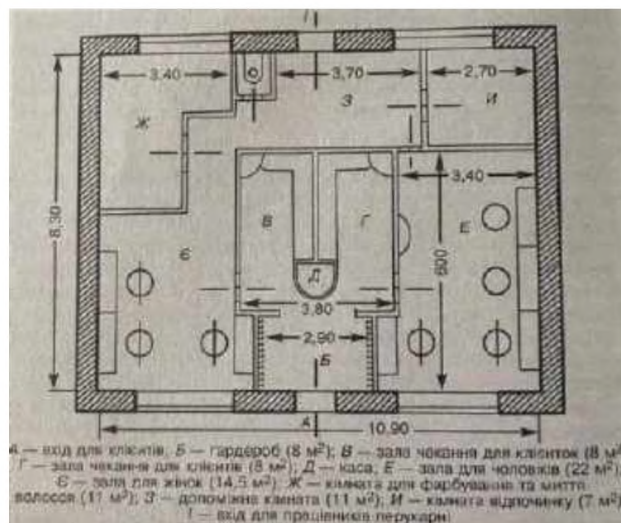 I
3,40
3,70
2,70
З
И
Ж
3,40
8,30
В
Г
Е
Є
Д
690
3,80
2,90
Б
А
10,90
А — вхід для клієнтів, Б — гардероб (8 м²); В — зала чекання для клієнток (8 м²)
Г — зала чекання для клієнтів (8 м²); Д — каса; Е — зала для чоловіків (22 м²);
Є — зала для жінок (14,5 м²); Ж — кімната для фарбування та миття
волосся (11 м²); З — допоміжна кімната (11 м²); И — кімната відпочинку (7 м²)
І — вхід для працівників перукарні